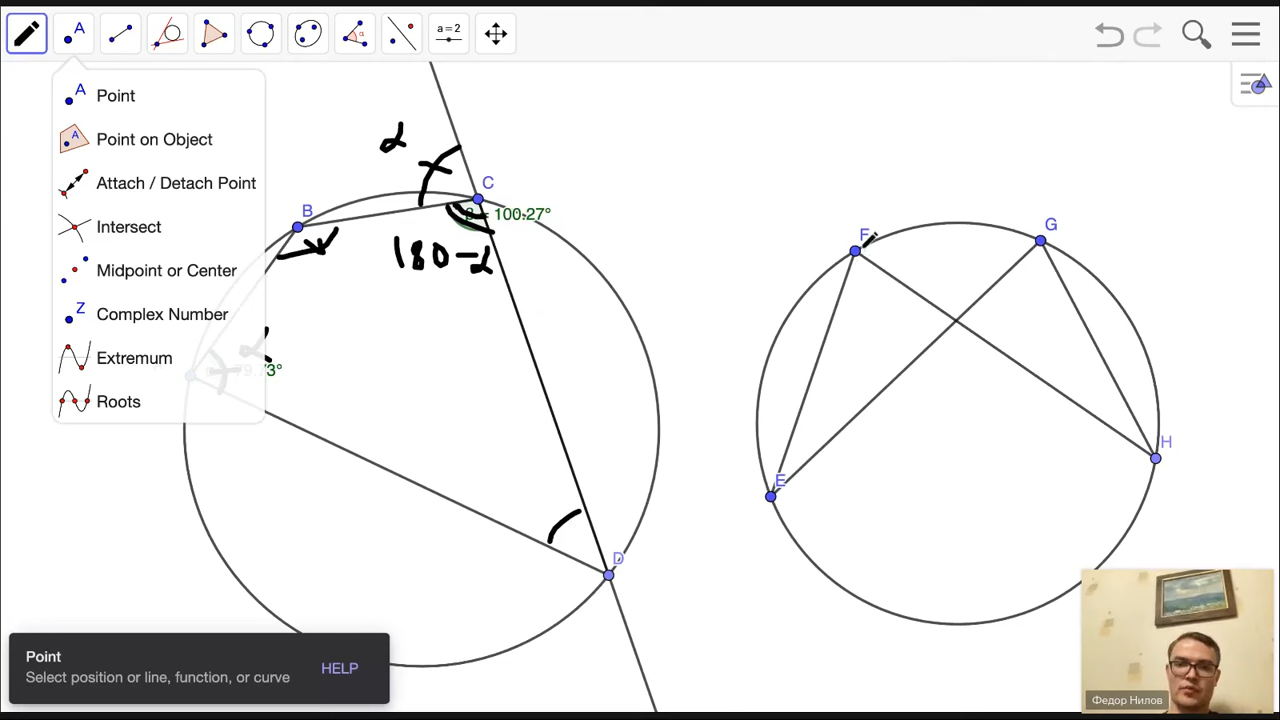 A
α
a=2
Point
Point on Object
Attach / Detach Point
Intersect
Midpoint or Center
Complex Number
Extremum
Roots
A
A
Z
α
B
C
β = 100.27°
180-α
α
D
F
G
E
H
Point
Select position or line, function, or curve
HELP
Федор Нилов